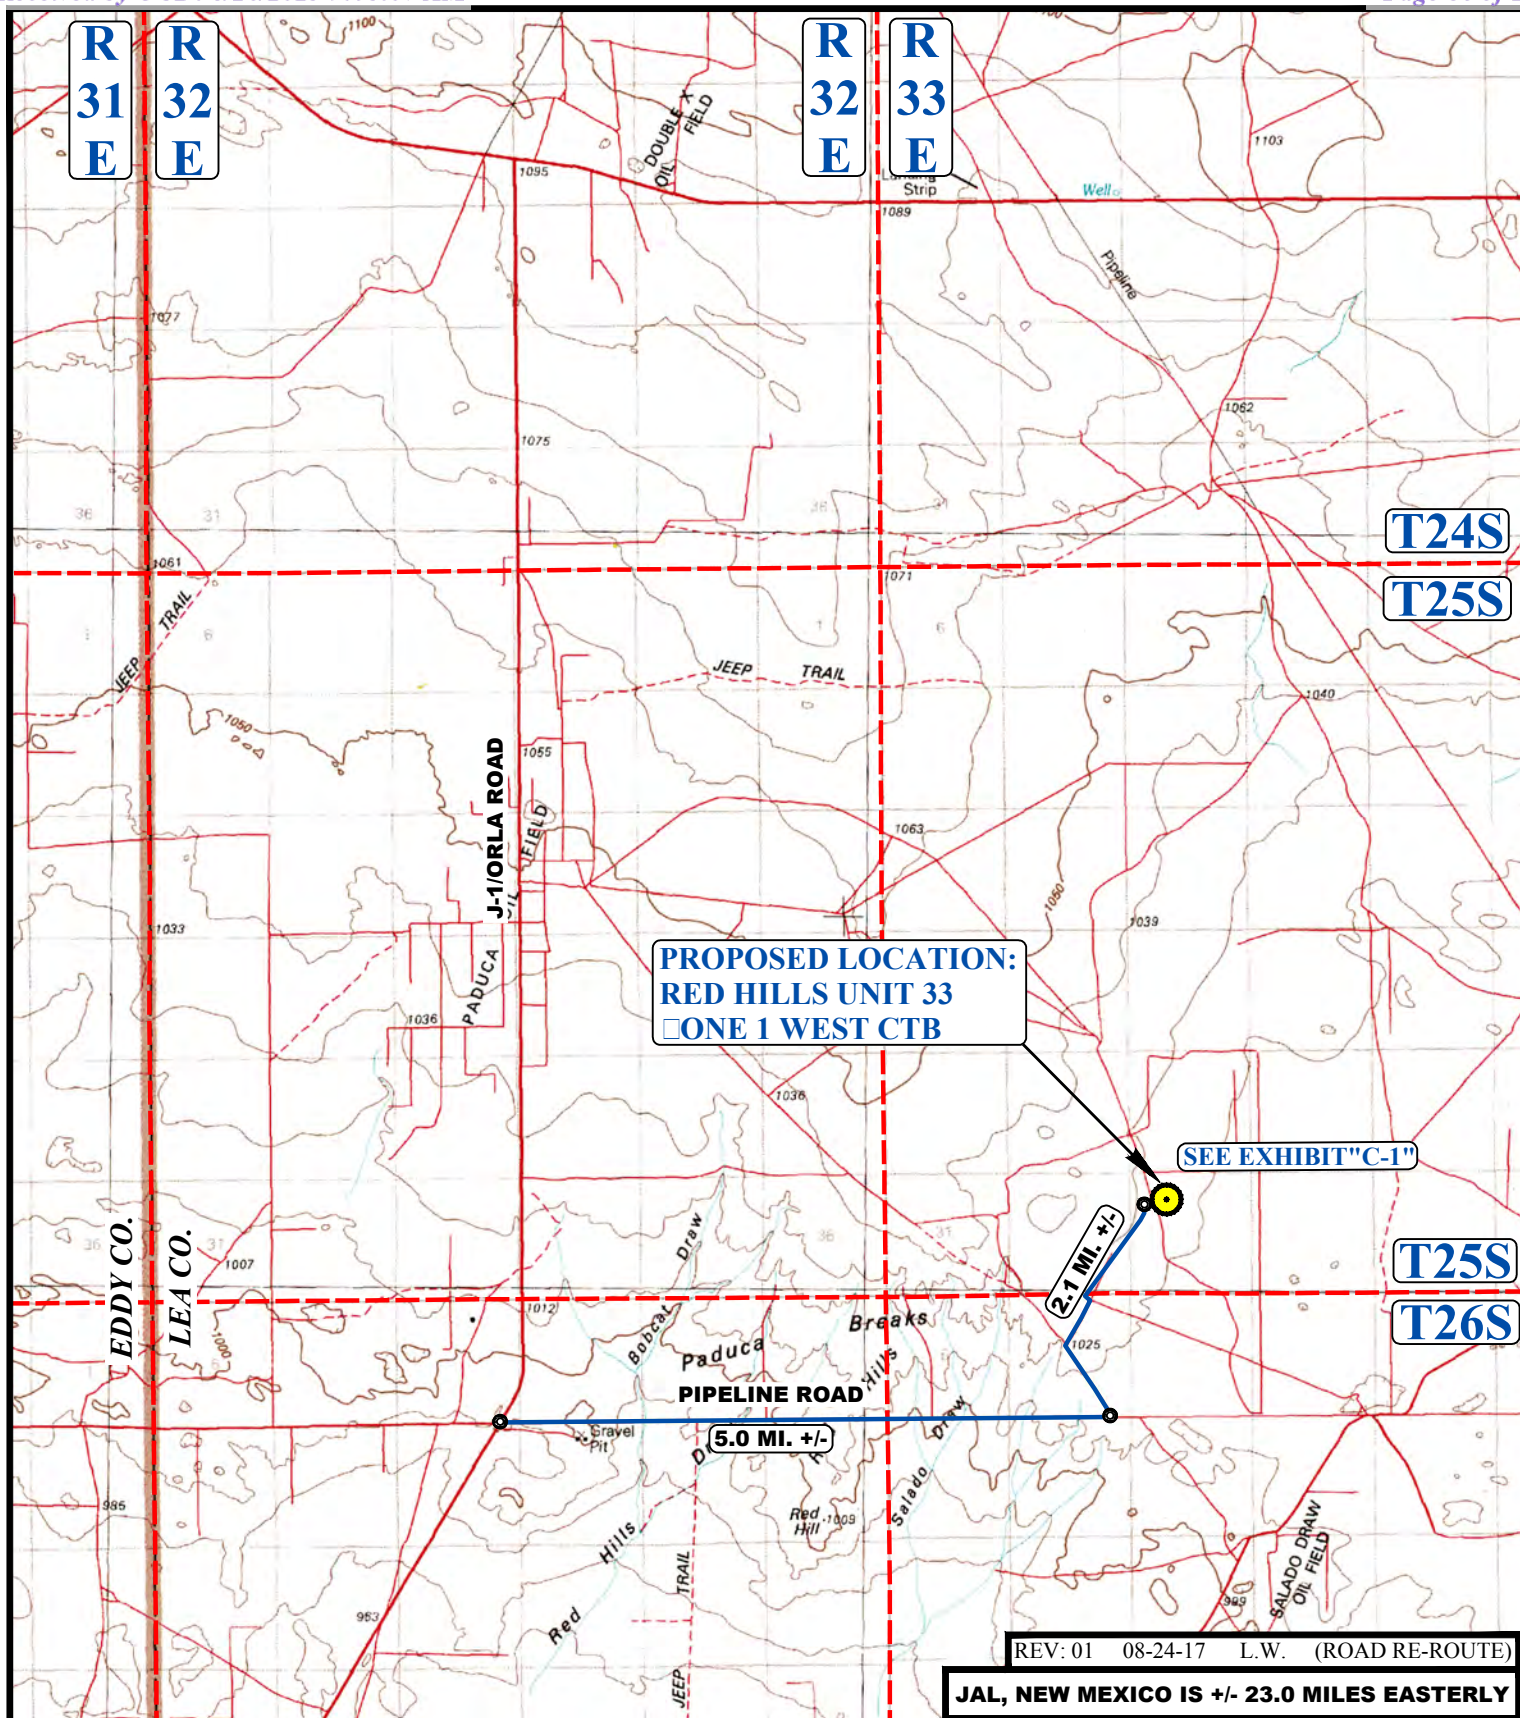 R
31
E
R
32
E
R
32
E
R
33
E
1100
DOUBLE X
OIL FIELD
1095
1103
Strip
Well
1089
Pipeline
1077
1062
1075
36
31
36
31
T24S
1061
1071
T25S
JEEP TRAIL
6
1
6
JEEP TRAIL
1040
1050
1055
J-1/ORLA ROAD
FIELD
1063
1050
1033
1039
PADUCA
PROPOSED LOCATION:
RED HILLS UNIT 33
□ONE 1 WEST CTB
1036
1036
SEE EXHIBIT"C-1"
Draw
36
31
36
31
2.1 MI. +/-
T25S
1007
EDDY CO.
LEA CO.
1012
T26S
Breaks
1000
6
Bobcat
Paduca
1025
Hills
PIPELINE ROAD
Draw
Gravel
Pit
5.0 MI. +/-
985
Salado
Red
Hill
1009
Hills
SALADO DRAW
OIL FIELD
TRAIL
999
963
Red
REV: 01 08-24-17 L.W. (ROAD RE-ROUTE)
JEEP
JAL, NEW MEXICO IS +/- 23.0 MILES EASTERLY